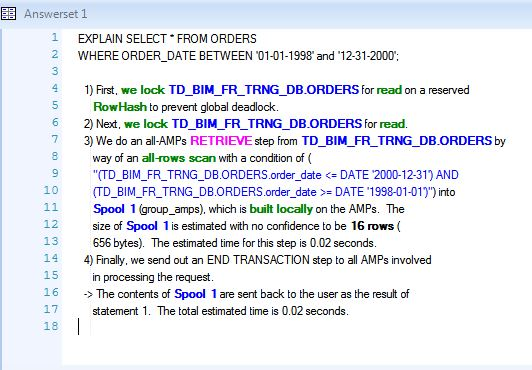 Answerset 1
1 EXPLAIN SELECT * FROM ORDERS
2 WHERE ORDER_DATE BETWEEN '01-01-1998' and '12-31-2000';
3
4 1) First, we lock TD_BIM_FR_TRNG_DB.ORDERS for read on a reserved
5 RowHash to prevent global deadlock.
6 2) Next, we lock TD_BIM_FR_TRNG_DB.ORDERS for read.
7 3) We do an all-AMPs RETRIEVE step from TD_BIM_FR_TRNG_DB.ORDERS by
8 way of an all-rows scan with a condition of (
9 "(TD_BIM_FR_TRNG_DB.ORDERS.order_date <= DATE '2000-12-31') AND
10 (TD_BIM_FR_TRNG_DB.ORDERS.order_date >= DATE '1998-01-01')") into
11 Spool 1 (group_amps), which is built locally on the AMPs. The
12 size of Spool 1 is estimated with no confidence to be 16 rows (
13 656 bytes). The estimated time for this step is 0.02 seconds.
14 4) Finally, we send out an END TRANSACTION step to all AMPs involved
15 in processing the request.
16 -> The contents of Spool 1 are sent back to the user as the result of
17 statement 1. The total estimated time is 0.02 seconds.
18